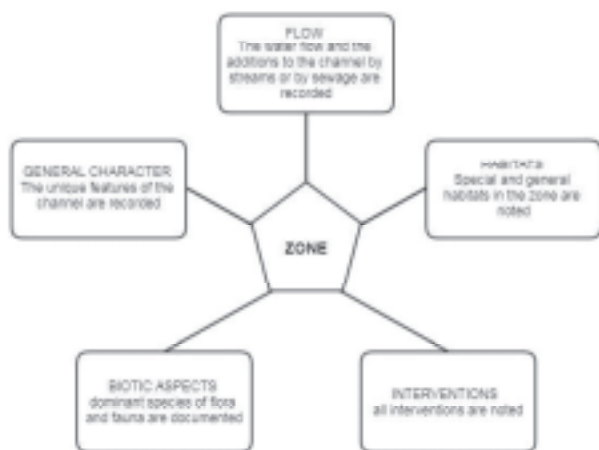 FLOW
The water flow and the
additions to the channel by
streams or by sewage are
recorded
GENERAL CHARACTER
The unique features of the
channel are recorded
HABITATS
Special and general
habitats in the zone are
noted
ZONE
BIOTIC ASPECTS
dominant species of flora
and fauna are documented
INTERVENTIONS
all interventions are noted